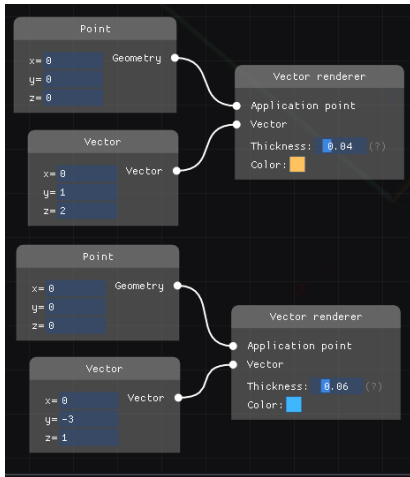 Point
Geometry
x= 0
y= 0
z= 0
Vector
Vector
x= 0
y= 1
z= 2
Vector renderer
Application point
Vector
Thickness: 0.04 (?)
Color:
Point
Geometry
x= 0
y= 0
z= 0
Vector
Vector
x= 0
y= -3
z= 1
Vector renderer
Application point
Vector
Thickness: 0.06 (?)
Color: